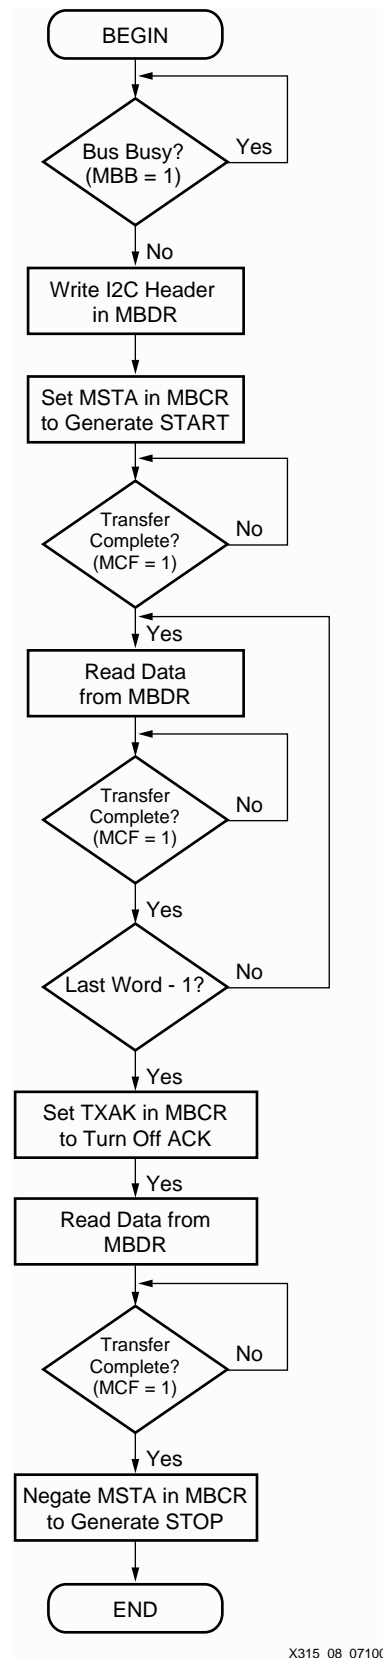 BEGIN
Bus Busy?
(MBB = 1)
Yes
No
Write I2C Header
in MBDR
Set MSTA in MBCR
to Generate START
Transfer
Complete?
(MCF = 1)
No
Yes
Read Data
from MBDR
Transfer
Complete?
(MCF = 1)
No
Yes
Last Word - 1?
No
Yes
Set TXAK in MBCR
to Turn Off ACK
Yes
Read Data from
MBDR
Transfer
Complete?
(MCF = 1)
No
Yes
Negate MSTA in MBCR
to Generate STOP
END
X315_08_07100